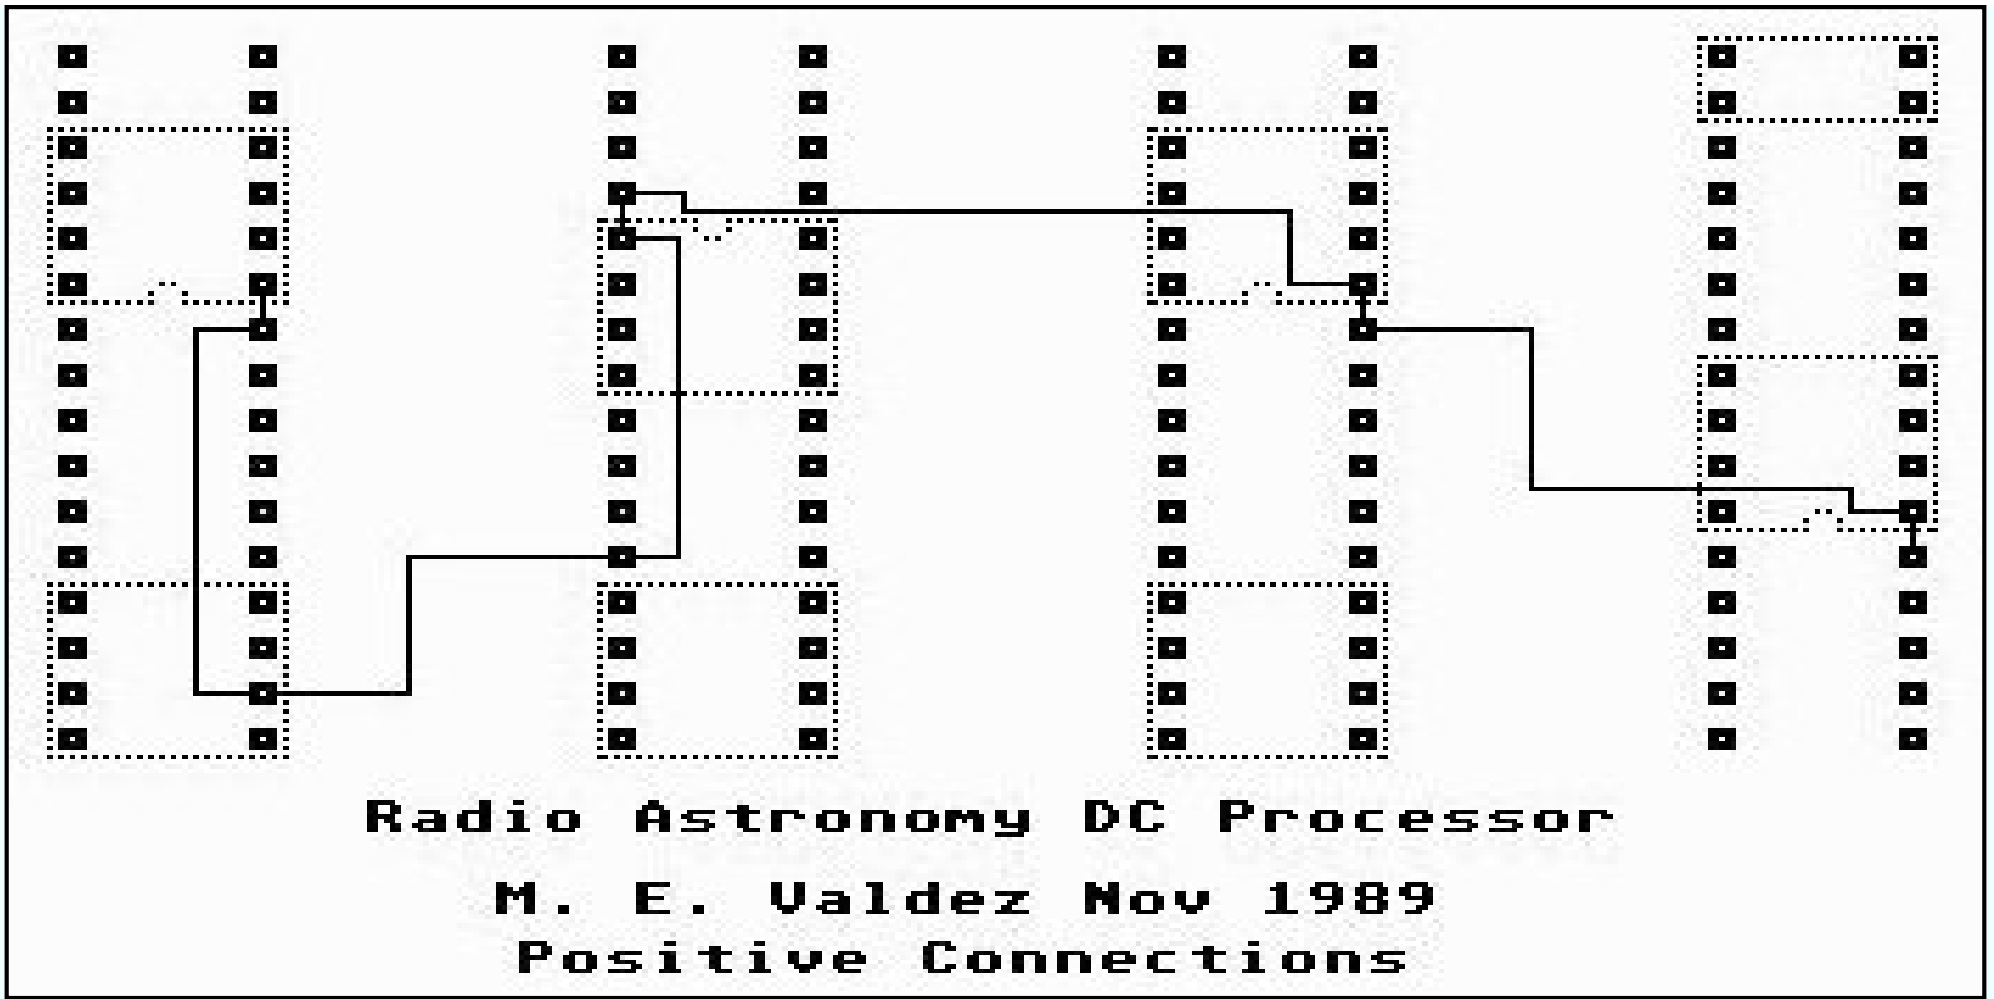 Radio Astronomy DC Processor
M. E. Valdez Nov 1989
Positive Connections